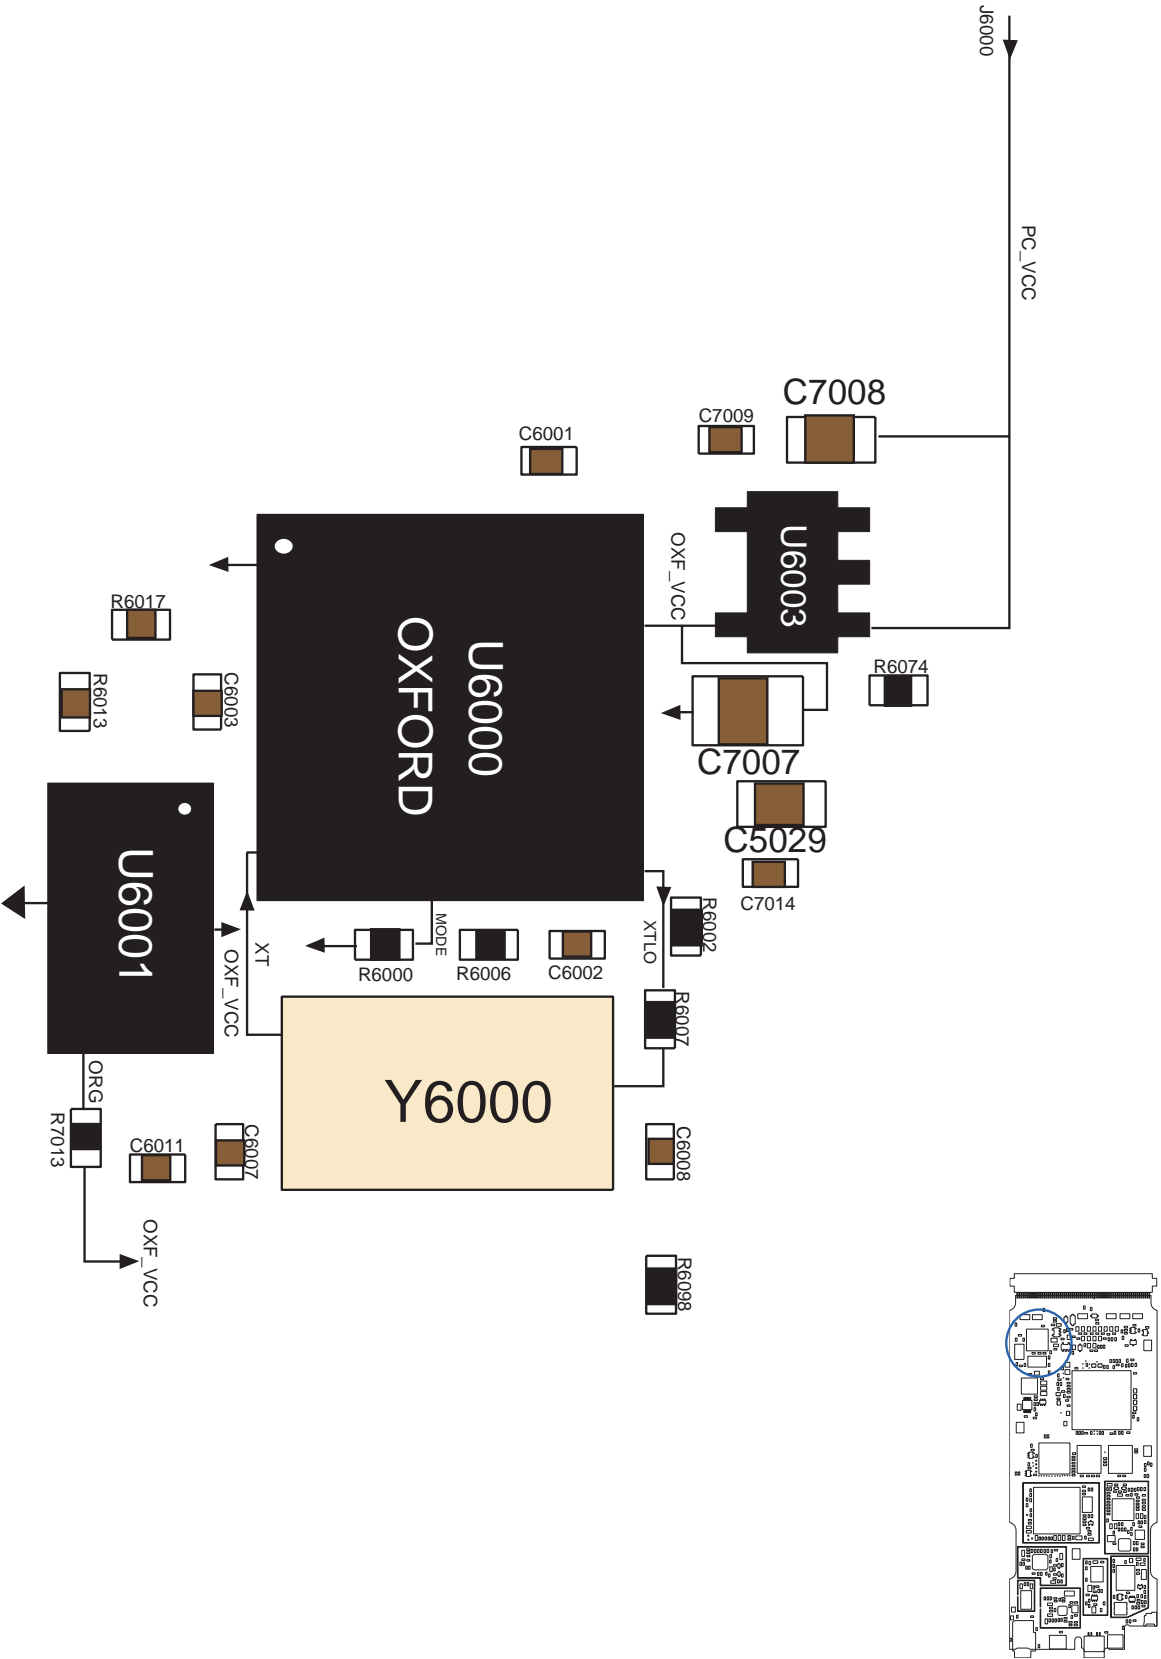 J6000
PC_VCC
C7008
C7009
C6001
U6003
OXF_VCC
R6017
R6074
R6013
C6003
U6000
OXFORD
C7007
C5029
C7014
U6001
XT
OXF_VCC
MODE
XTLO
R6002
R6000
R6006
C6002
R6007
Y6000
ORG
R7013
C6011
C6007
C6008
OXF_VCC
R6098